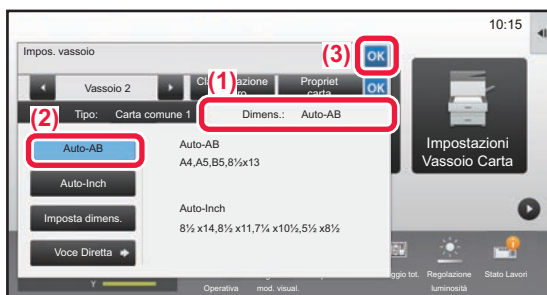 10:15
Impos. vassoio
(3)
OK
Vassoio 2
(1)
Propriet
carta
OK
(2)
Tipo: Carta comune 1
Dimens.: Auto-AB
Auto-AB
Auto-AB
A4,A5,B5,8½x13
Auto-Inch
Imposta dimens.
Auto-Inch
8½ x14,8½ x11,7¼ x10½,5½ x8½
Voce Diretta
Impostazioni
Vassoio Carta
Y
Operativa
mod. visual.
tot.
Regolazione
luminosità
Stato Lavori